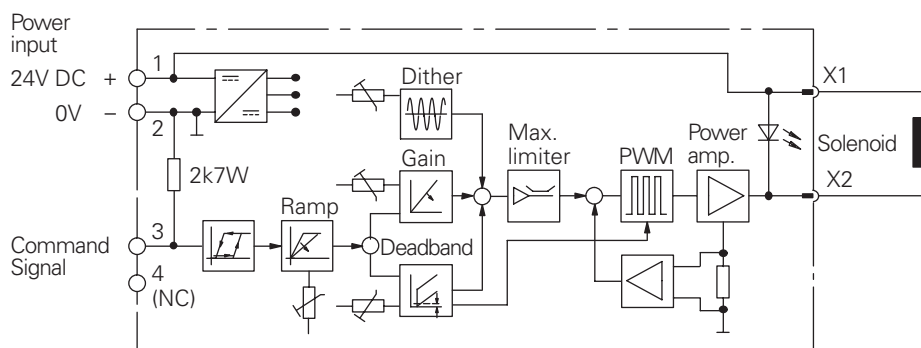 Power
input
24V DC +
0V −
1
2
2k7W
3
Command
Signal
4
(NC)
Ramp
Dither
Gain
Deadband
Max.
limiter
PWM
Power
amp.
X1
Solenoid
X2